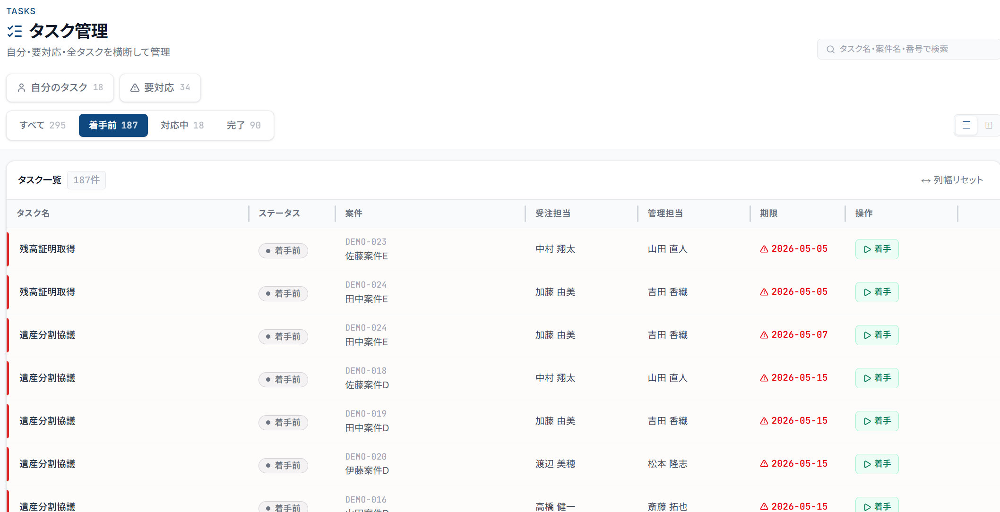 TASKS
タスク管理
自分・要対応・全タスクを横断して管理
タスク名・案件名・番号で検索
自分のタスク 18
要対応 34
すべて 295
着手前 187
対応中 18
完了 90
タスク一覧 187件
列幅リセット
タスク名 ステータス 案件 受注担当 管理担当 期限 操作
残高証明取得 着手前 DEMO-023 佐藤案件E 中村 翔太 山田 直人 2026-05-05 着手
残高証明取得 着手前 DEMO-024 田中案件E 加藤 由美 吉田 香織 2026-05-05 着手
遺産分割協議 着手前 DEMO-024 田中案件E 加藤 由美 吉田 香織 2026-05-07 着手
遺産分割協議 着手前 DEMO-018 佐藤案件D 中村 翔太 山田 直人 2026-05-15 着手
遺産分割協議 着手前 DEMO-019 田中案件D 加藤 由美 吉田 香織 2026-05-15 着手
遺産分割協議 着手前 DEMO-020 伊藤案件D 渡辺 美穂 松本 隆志 2026-05-15 着手
遺産分割協議 着手前 DEMO-016 高橋 健一 斎藤 拓也 2026-05-15 着手